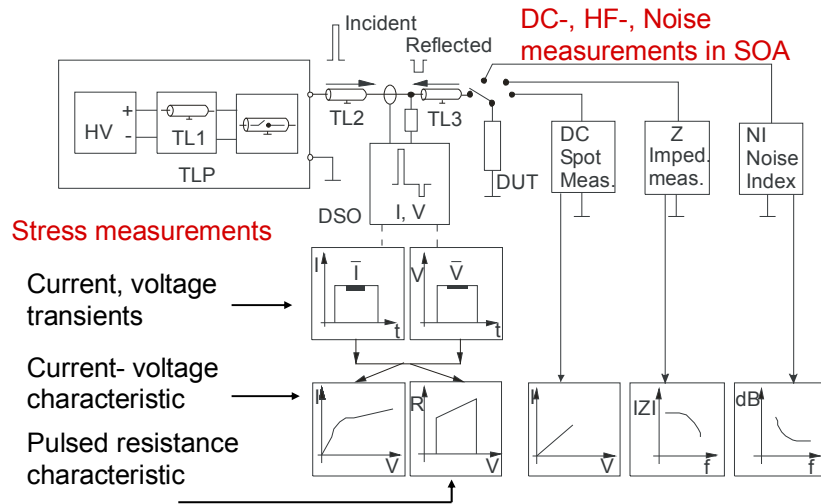 Incident
Reflected
DC-, HF-, Noise
measurements in SOA
HV
+
-
TL1
TLP
TL2
TL3
DUT
DC
Spot
Meas.
Z
Imped.
meas.
NI
Noise
Index
DSO
I, V
Stress measurements
Current, voltage
transients
I
I
t
V
V
t
Current- voltage
characteristic
I
V
R
V
I
V
IZI
f
dB
f
Pulsed resistance
characteristic